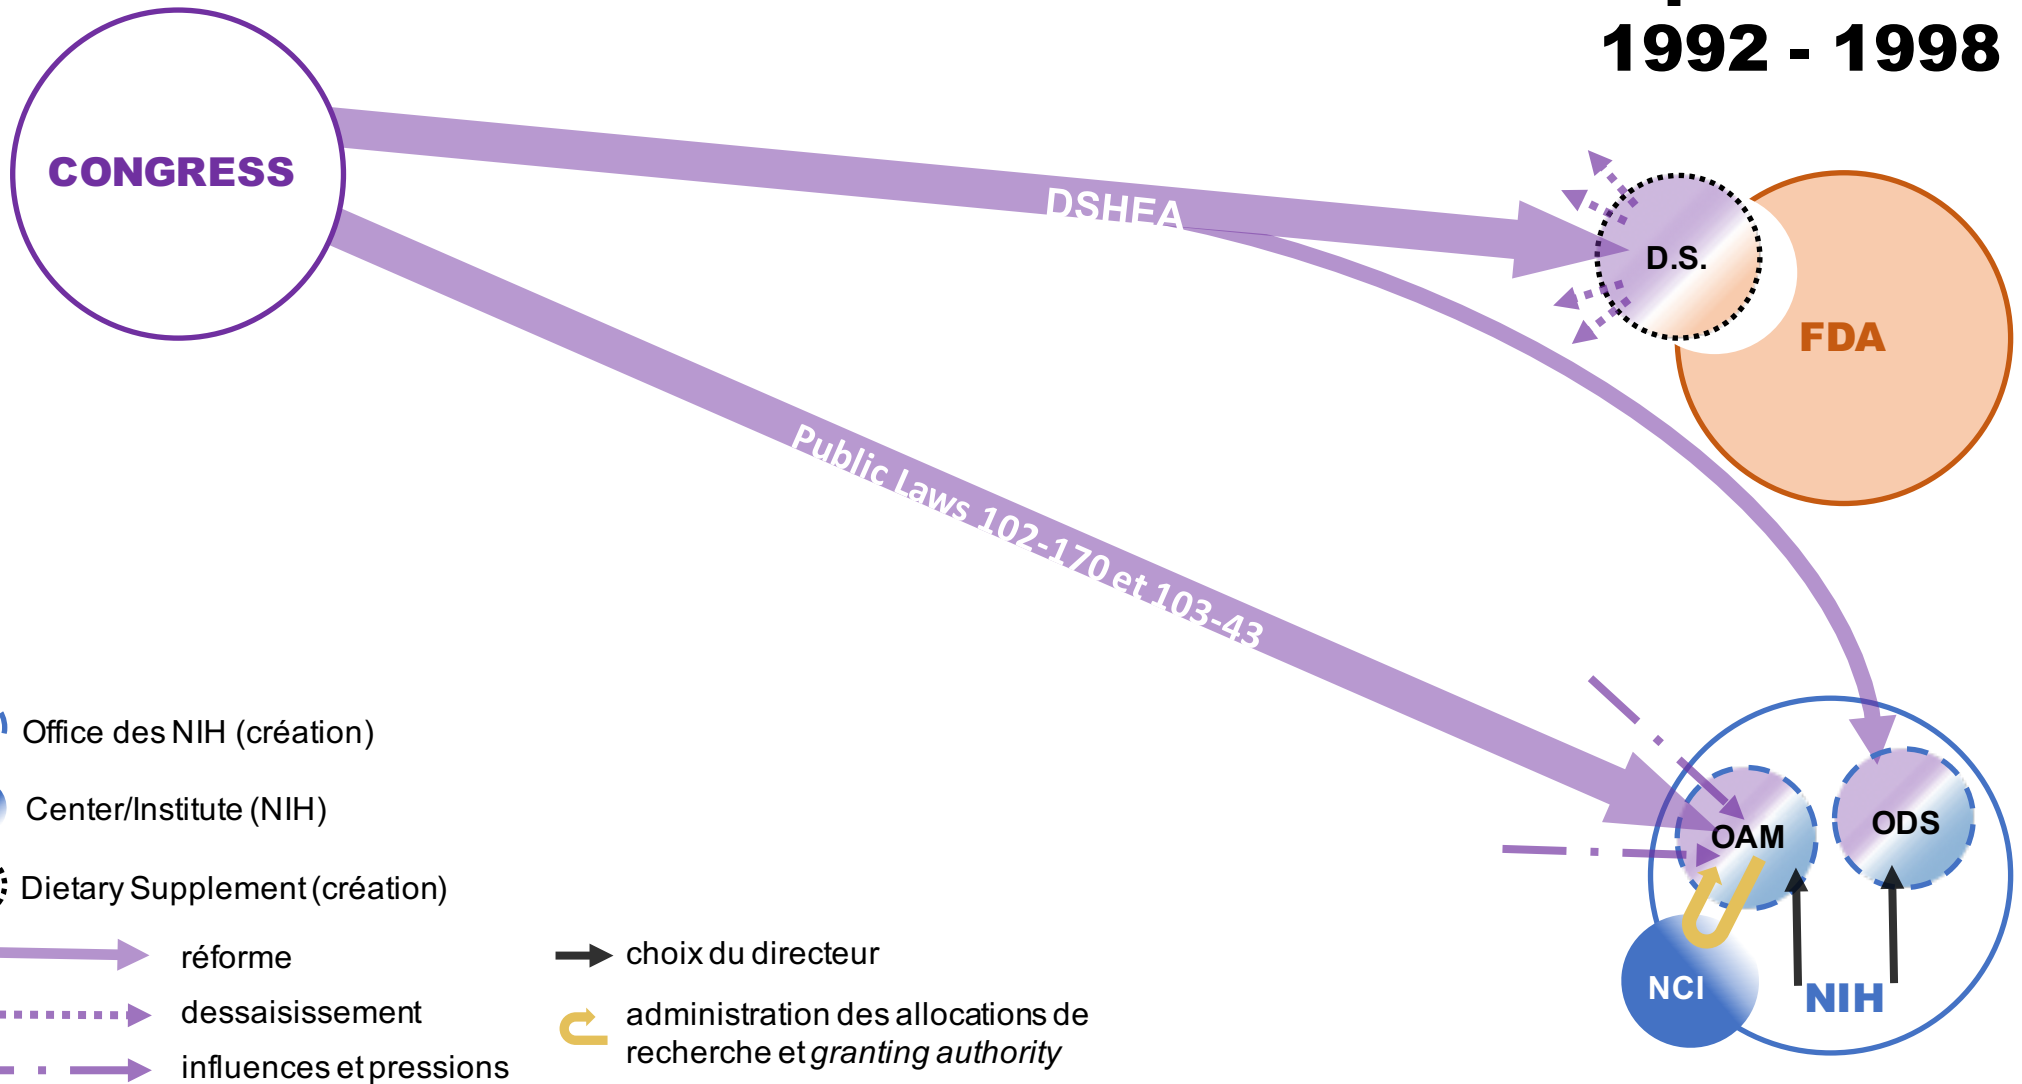 1992 - 1998
CONGRESS
DSHEA
D.S.
FDA
Public Laws 102-170 et 103-43
OAM
ODS
NCI
NIH
Office des NIH (création)
Center/Institute (NIH)
Dietary Supplement (création)
réforme
dessaisissement
influences et pressions
choix du directeur
administration des allocations de
recherche et granting authority